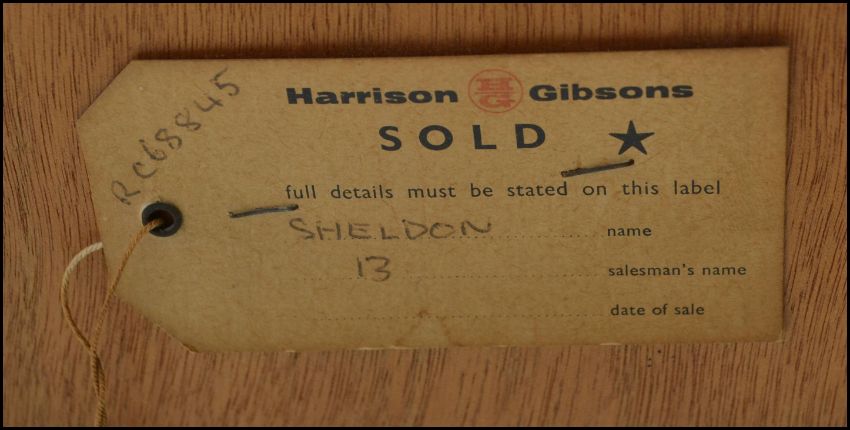 RC68845
Harrison HG Gibsons
SOLD ★
full details must be stated on this label
SHELDON name
13 salesman's name
date of sale